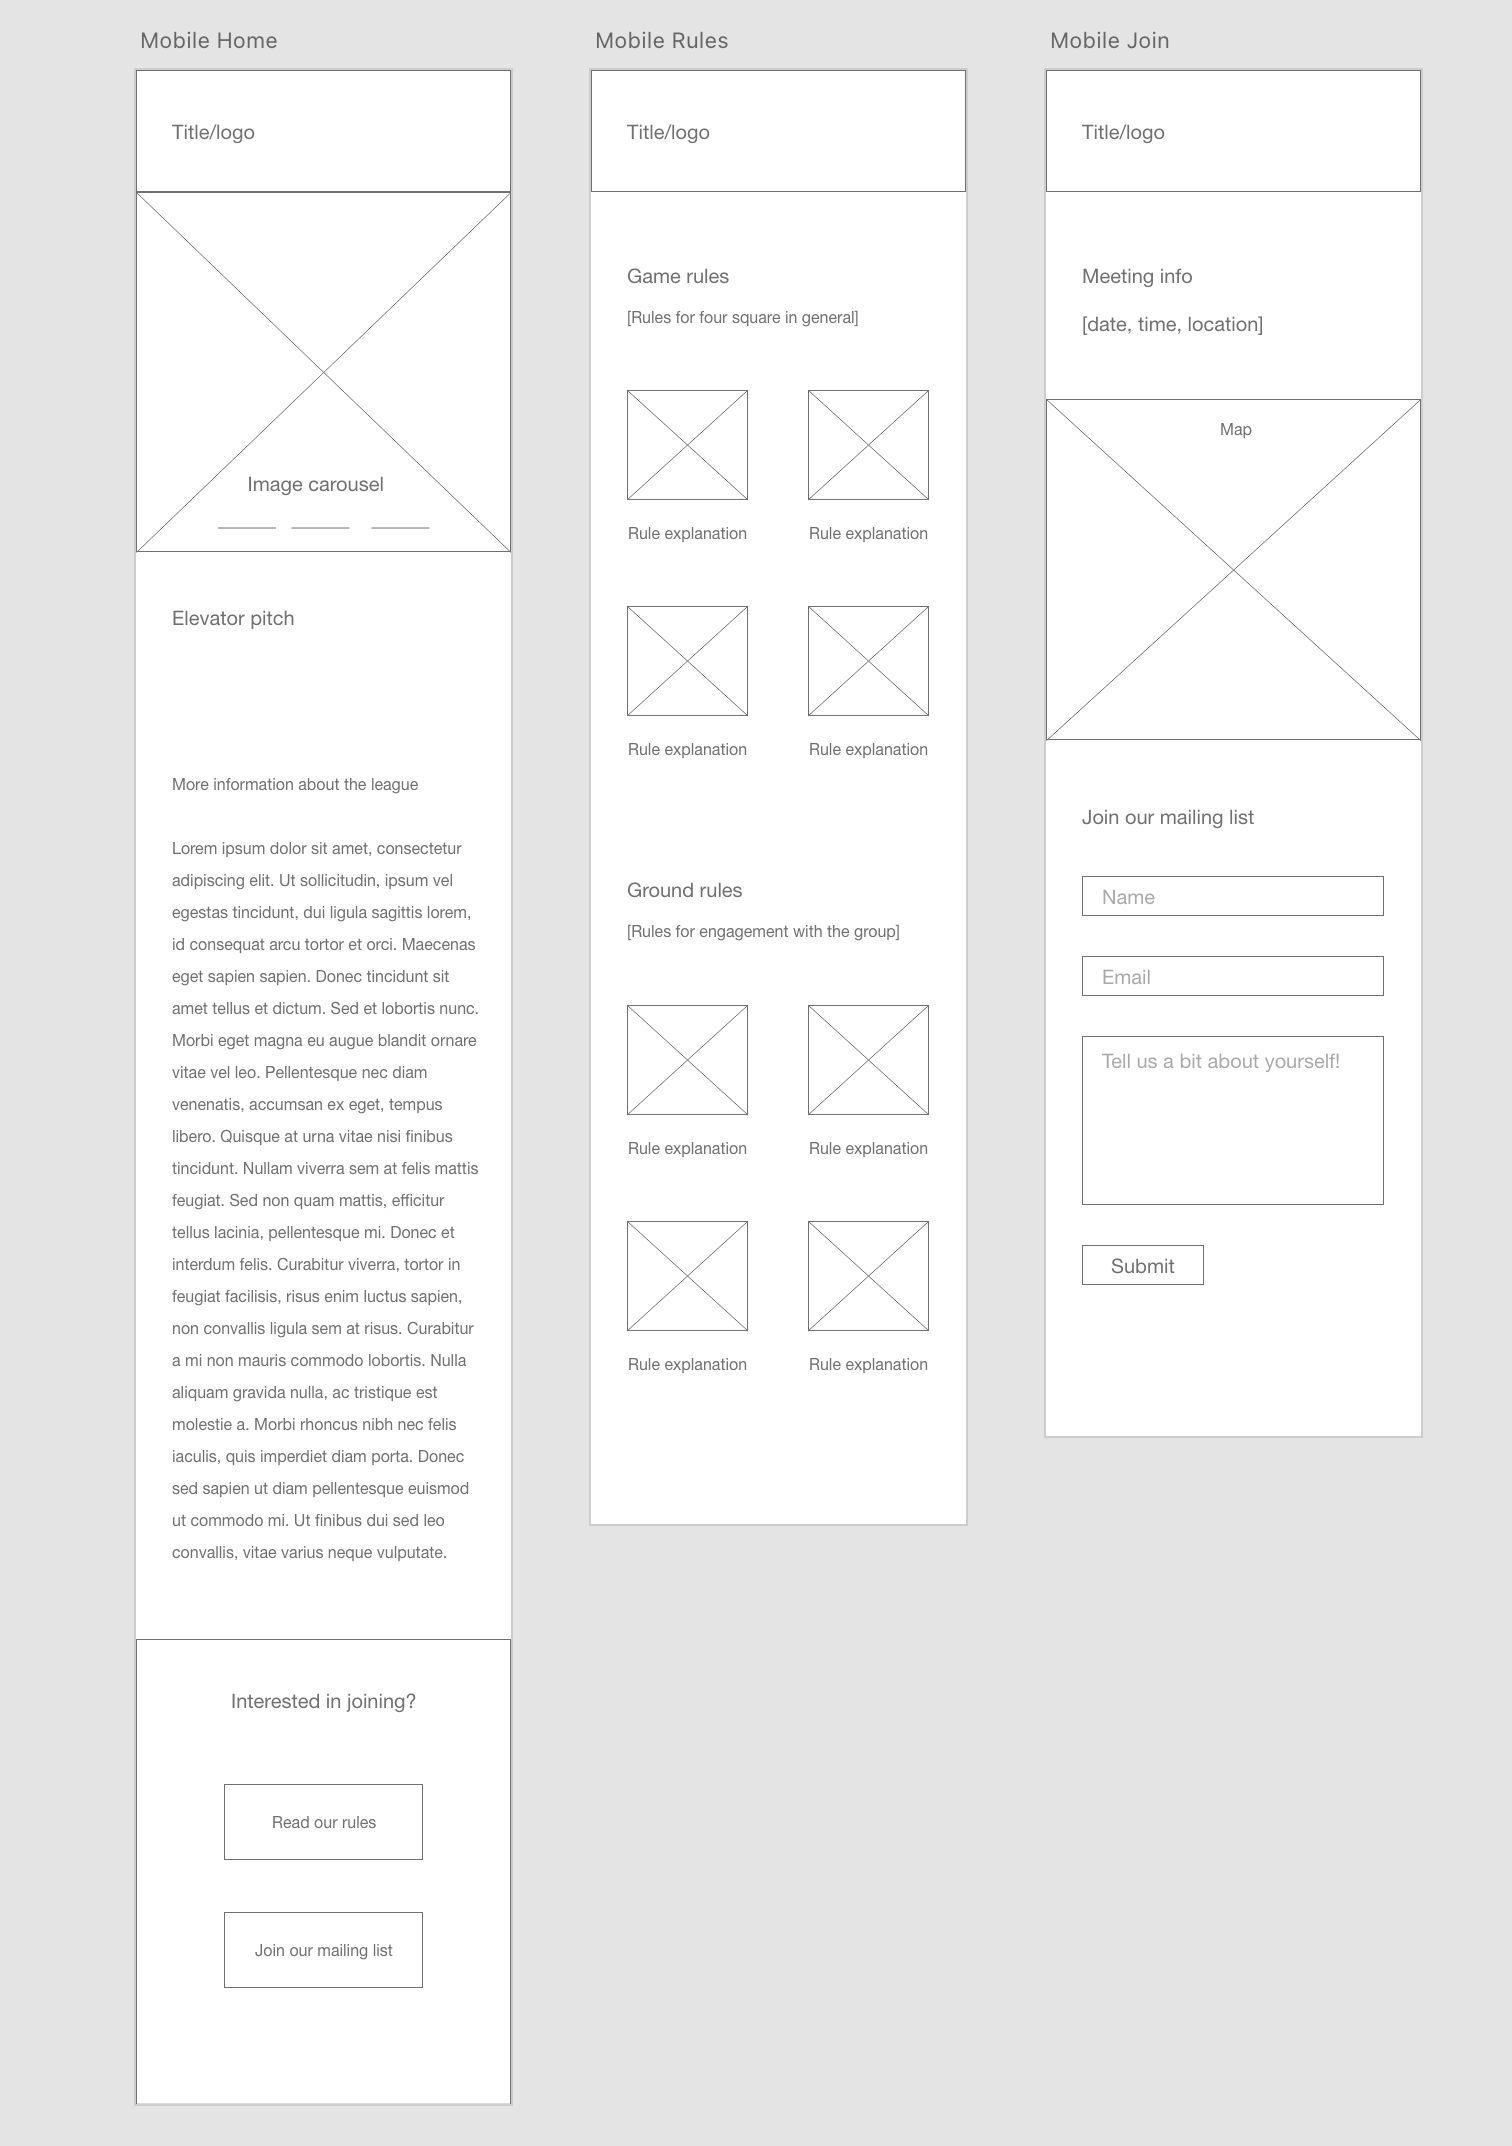 Mobile Home
Title/logo
Image carousel
Elevator pitch
More information about the league
Lorem ipsum dolor sit amet, consectetur
adipiscing elit. Ut sollicitudin, ipsum vel
egestas tincidunt, dui ligula sagittis lorem,
id consequat arcu tortor et orci. Maecenas
eget sapien sapien. Donec tincidunt sit
amet tellus et dictum. Sed et lobortis nunc.
Morbi eget magna eu augue blandit ornare
vitae vel leo. Pellentesque nec diam
venenatis, accumsan ex eget, tempus
libero. Quisque at urna vitae nisi finibus
tincidunt. Nullam viverra sem at felis mattis
feugiat. Sed non quam mattis, efficitur
tellus lacinia, pellentesque mi. Donec et
interdum felis. Curabitur viverra, tortor in
feugiat facilisis, risus enim luctus sapien,
non convallis ligula sem at risus. Curabitur
a mi non mauris commodo lobortis. Nulla
aliquam gravida nulla, ac tristique est
molestie a. Morbi rhoncus nibh nec felis
iaculis, quis imperdiet diam porta. Donec
sed sapien ut diam pellentesque euismod
ut commodo mi. Ut finibus dui sed leo
convallis, vitae varius neque vulputate.
Interested in joining?
Read our rules
Join our mailing list
Mobile Rules
Title/logo
Game rules
[Rules for four square in general]
Rule explanation
Rule explanation
Rule explanation
Rule explanation
Ground rules
[Rules for engagement with the group]
Rule explanation
Rule explanation
Rule explanation
Rule explanation
Mobile Join
Title/logo
Meeting info
[date, time, location]
Map
Join our mailing list
Name
Email
Tell us a bit about yourself!
Submit